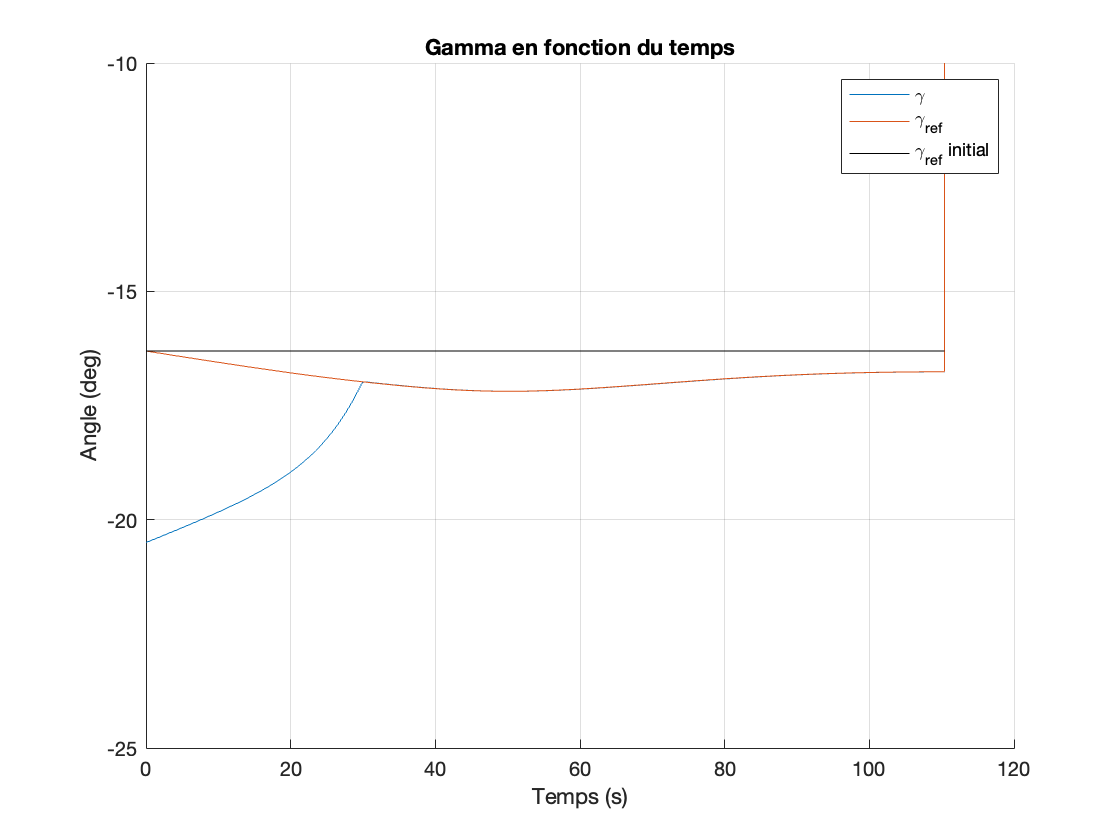 Gamma en fonction du temps
γ
γref
γref initial
-10
-15
-20
-25
Angle (deg)
0 20 40 60 80 100 120
Temps (s)